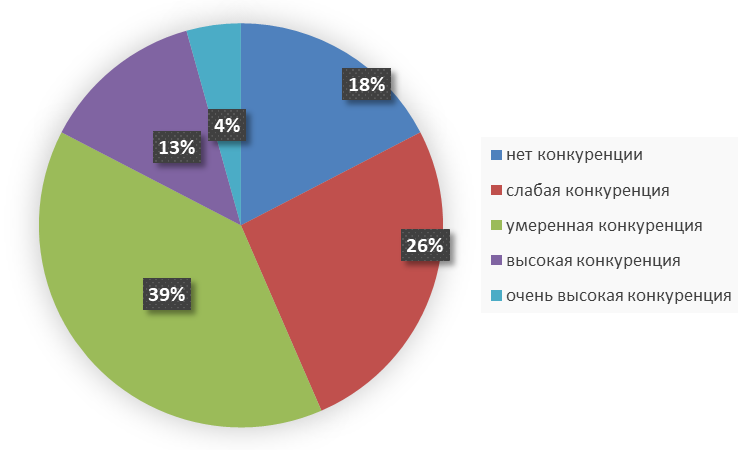 18%
4%
13%
26%
39%
нет конкуренции
слабая конкуренция
умеренная конкуренция
высокая конкуренция
очень высокая конкуренция